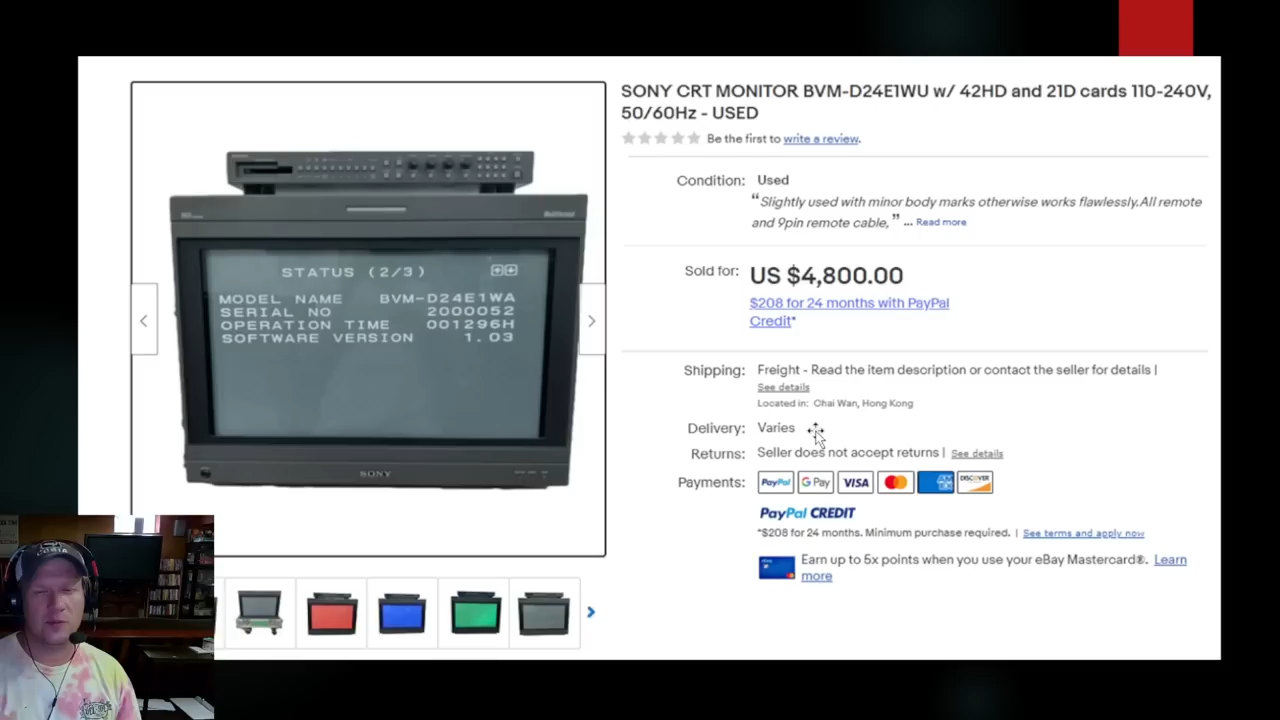 SONY CRT MONITOR BVM-D24E1WU w/ 42HD and 21D cards 110-240V,
50/60Hz - USED
Be the first to write a review.
Condition: Used
“Slightly used with minor body marks otherwise works flawlessly.All remote
and 9pin remote cable,” ... Read more
Sold for: US $4,800.00
$208 for 24 months with PayPal
Credit*
Shipping: Freight - Read the item description or contact the seller for details |
See details
Located in: Chai Wan, Hong Kong
Delivery: Varies
Returns: Seller does not accept returns | See details
Payments: PayPal G Pay VISA DISCOVER
PayPal CREDIT
*$208 for 24 months. Minimum purchase required. | See terms and apply now
Earn up to 5x points when you use your eBay Mastercard®. Learn
more
STATUS (2/3)
MODEL NAME BVM-D24E1WA
SERIAL NO 2000052
OPERATION TIME 001296H
SOFTWARE VERSION 1.03
SONY